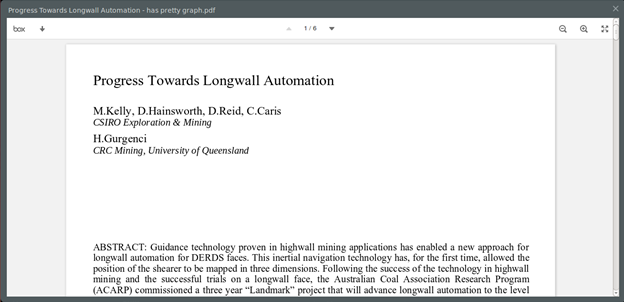 Progress Towards Longwall Automation - has pretty graph.pdf
box
1 / 6
Progress Towards Longwall Automation
M.Kelly, D.Hainsworth, D.Reid, C.Caris
CSIRO Exploration & Mining
H.Gurgenci
CRC Mining, University of Queensland
ABSTRACT: Guidance technology proven in highwall mining applications has enabled a new approach for
longwall automation for DERDS faces. This inertial navigation technology has, for the first time, allowed the
position of the shearer to be mapped in three dimensions. Following the success of the technology in highwall
mining and the successful trials on a longwall face, the Australian Coal Association Research Program
(ACARP) commissioned a three year “Landmark” project that will advance longwall automation to the level